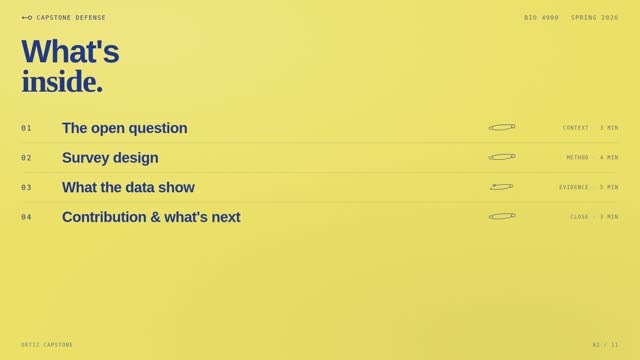 CAPSTONE DEFENSE
BIO 4900 SPRING 2026
What's
inside.
01 The open question CONTEXT · 3 MIN
02 Survey design METHOD · 4 MIN
03 What the data show EVIDENCE · 5 MIN
04 Contribution & what's next CLOSE · 3 MIN
ORTIZ CAPSTONE
02 / 11